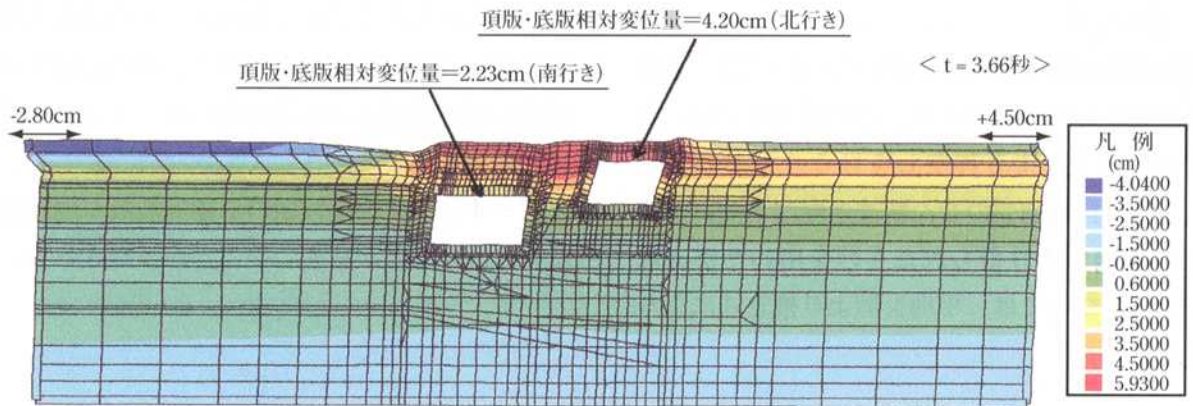 頂版・底版相対変位量=4.20cm(北行き)
頂版・底版相対変位量=2.23cm(南行き)
< t = 3.66秒 >
-2.80cm
+4.50cm
凡 例
(cm)
-4.0400
-3.5000
-2.5000
-1.5000
-0.6000
0.6000
1.5000
2.5000
3.5000
4.5000
5.9300